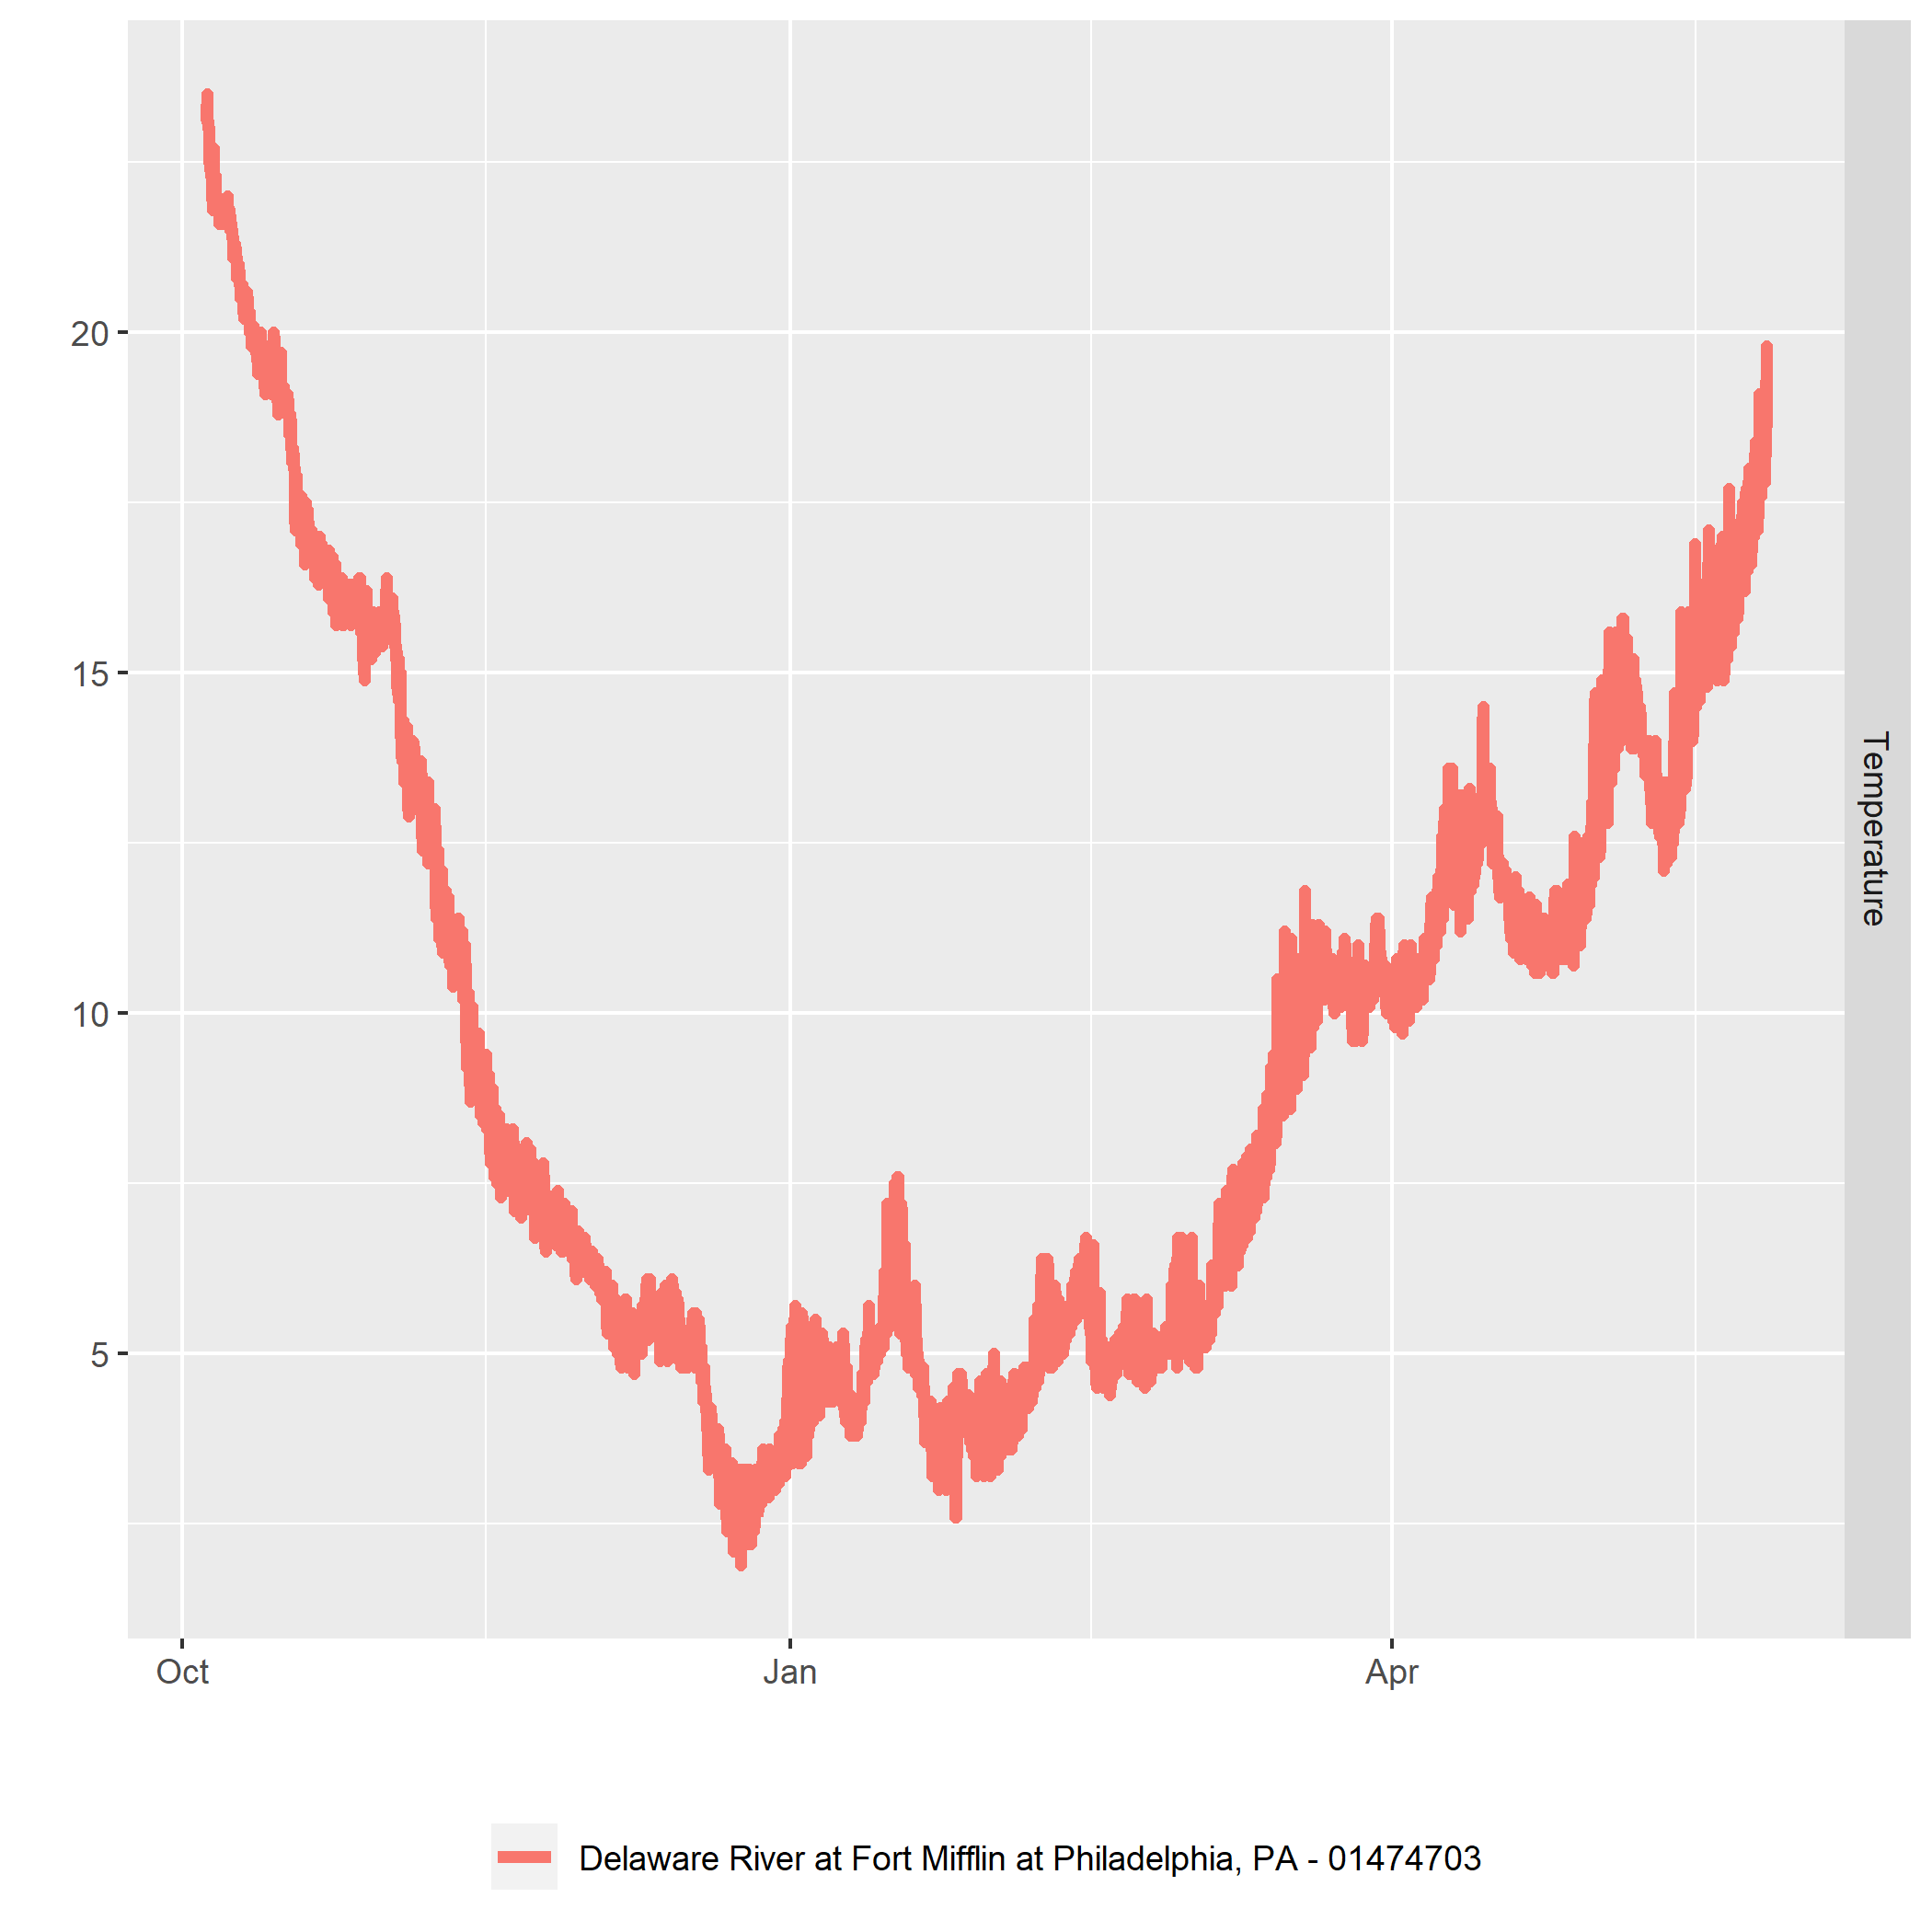 20
15
10
5
Temperature
Oct Jan Apr
Delaware River at Fort Mifflin at Philadelphia, PA - 01474703